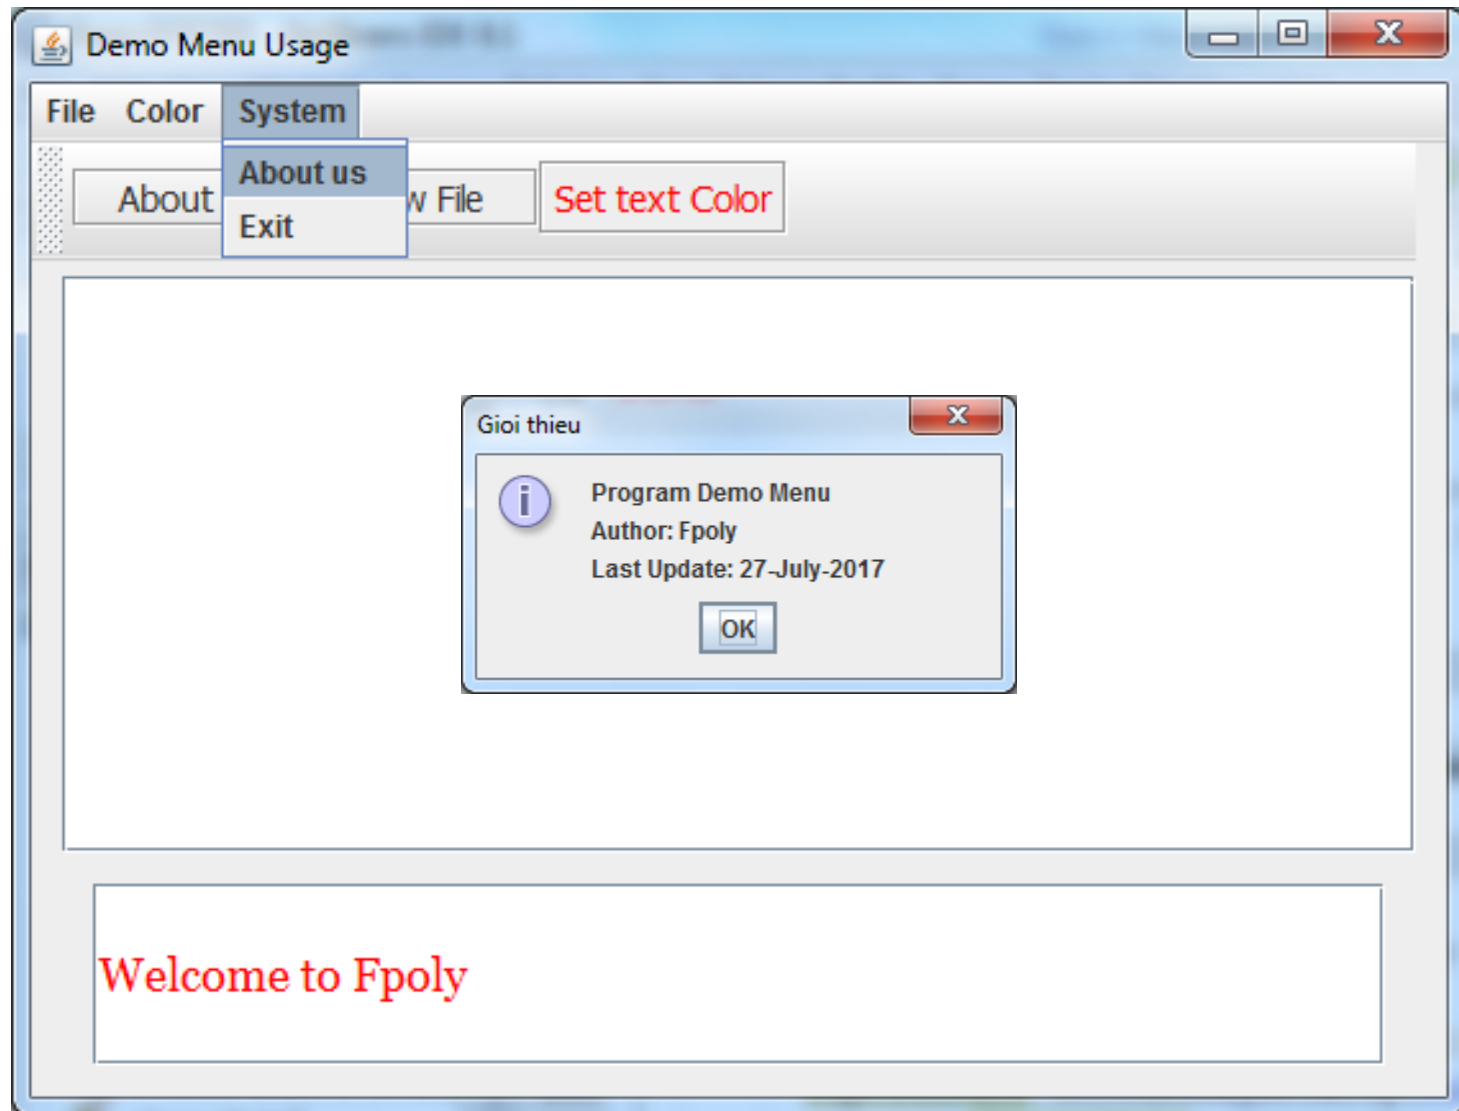 Demo Menu Usage
File Color System
About us
Exit
About
w File
Set text Color
Gioi thieu
Program Demo Menu
Author: Fpoly
Last Update: 27-July-2017
OK
Welcome to Fpoly